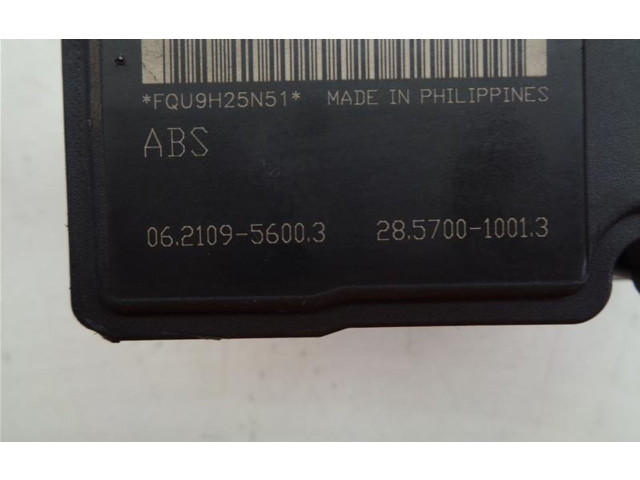 *FQU9H25N51* MADE IN PHILIPPINES
ABS
06.2109-5600.3 28.5700-1001.3